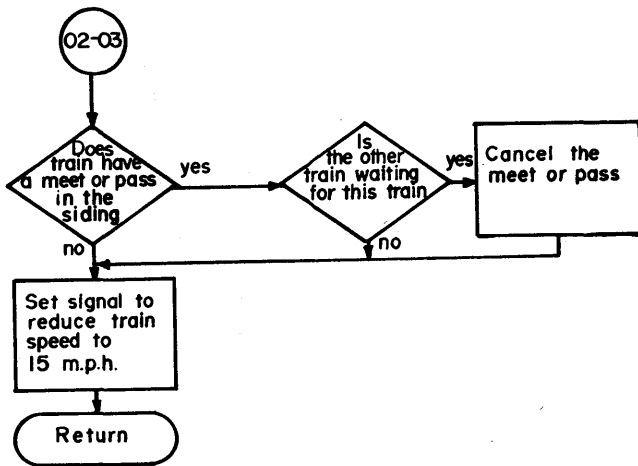 02-03
Does
train have
a meet or pass
in the
siding
yes
no
Is
the other
train waiting
for this train
yes
no
Cancel the
meet or pass
Set signal to
reduce train
speed to
15 m.p.h.
Return